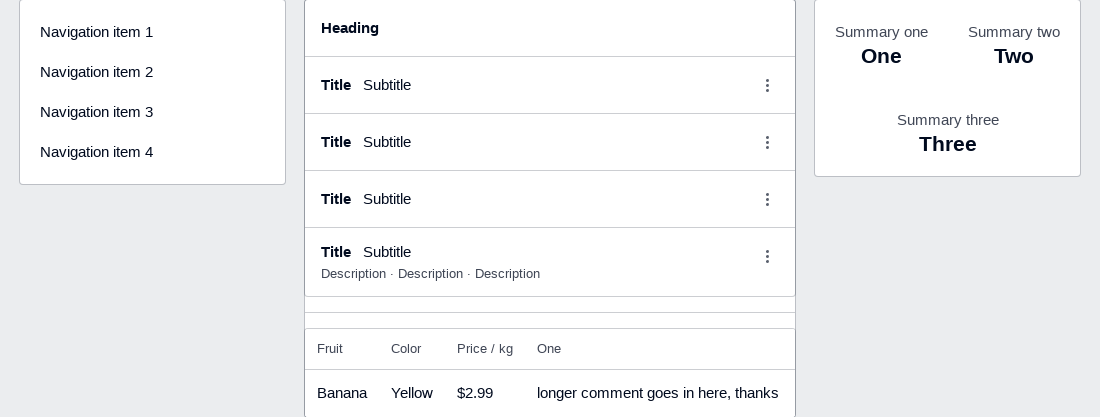 Navigation item 1
Navigation item 2
Navigation item 3
Navigation item 4
Heading
Title Subtitle
Title Subtitle
Title Subtitle
Title Subtitle
Description · Description · Description
Fruit Color Price / kg One
Banana Yellow $2.99 longer comment goes in here, thanks
Summary one Summary two
One Two
Summary three
Three